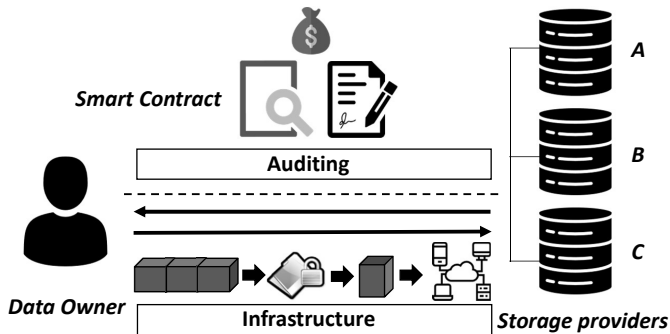 $
Smart Contract
A
Auditing
B
C
Data Owner
Infrastructure
Storage providers